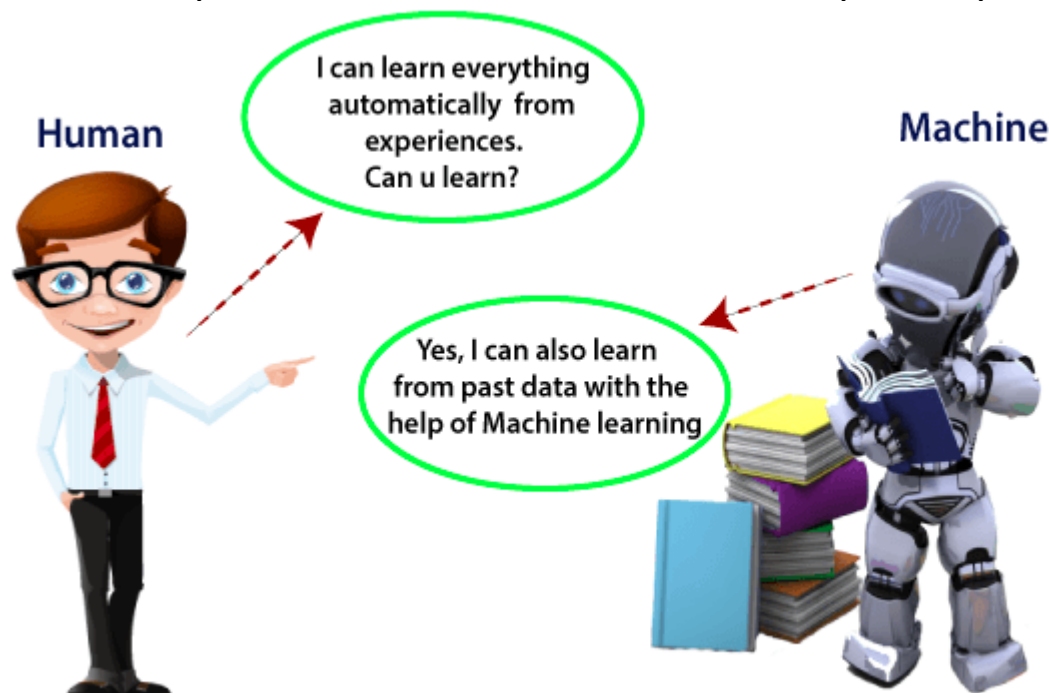 Human
I can learn everything
automatically from
experiences.
Can u learn?
Machine
Yes, I can also learn
from past data with the
help of Machine learning